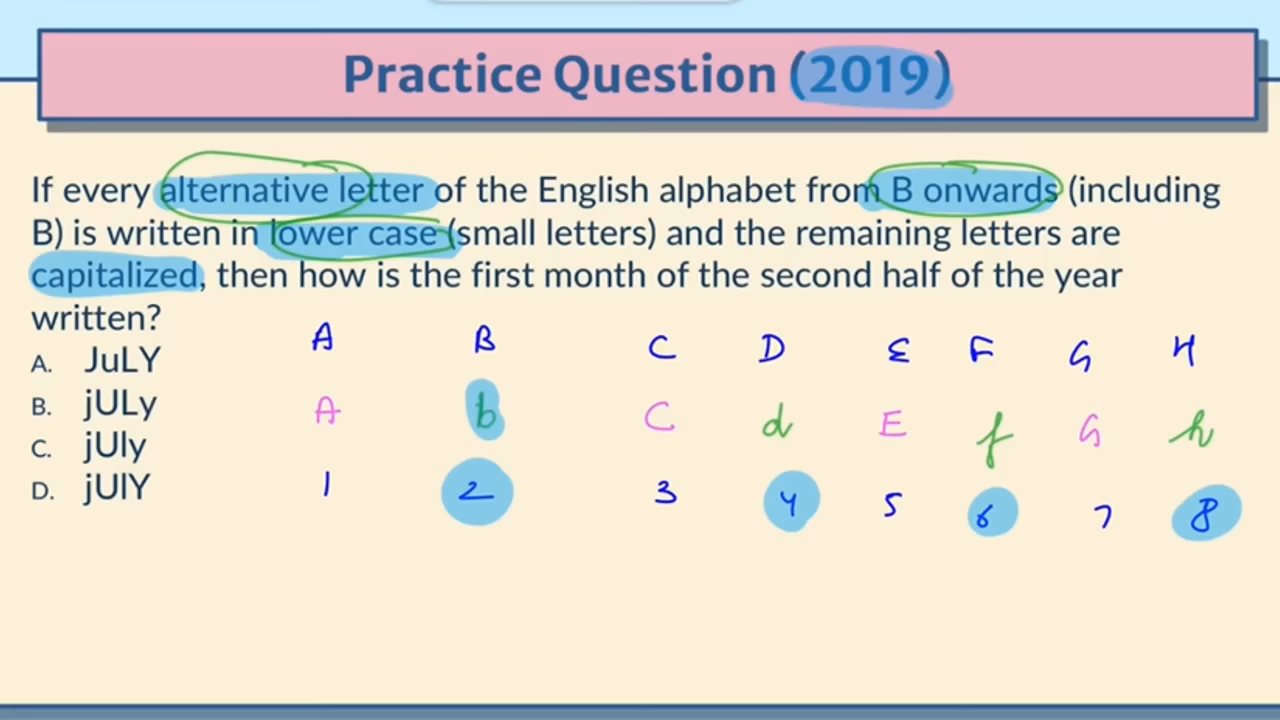 Practice Question (2019)
If every alternative letter of the English alphabet from B onwards (including
B) is written in lower case (small letters) and the remaining letters are
capitalized, then how is the first month of the second half of the year
written?
A B C D E F G H
A. JuLY
B. jULy
A b C d E f G h
C. jUly
D. jUlY
1 2 3 4 5 6 7 8